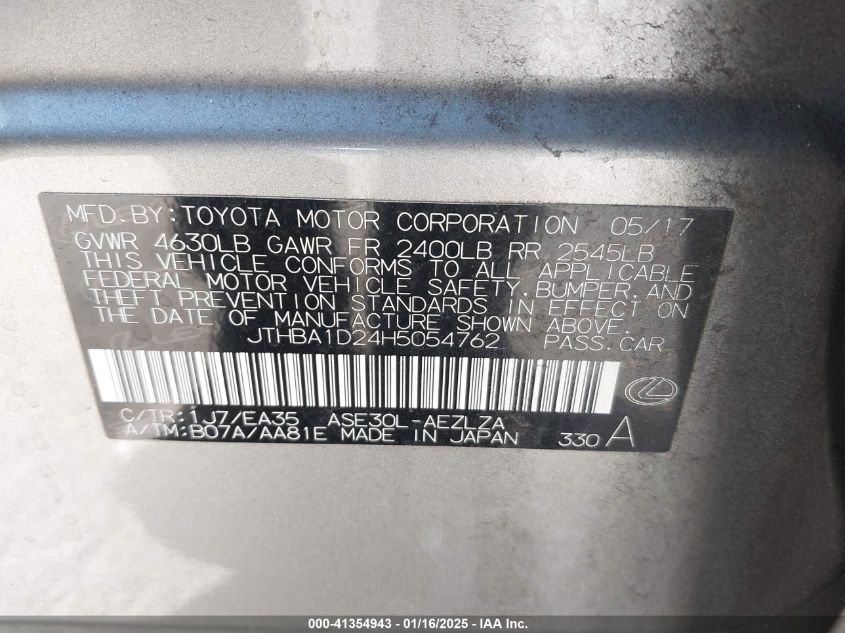 MFD.BY:TOYOTA MOTOR CORPORATION 05/17
GVWR 4630LB GAWR FR 2400LB RR 2545LB
THIS VEHICLE CONFORMS TO ALL APPLICABLE
FEDERAL MOTOR VEHICLE SAFETY,BUMPER,AND
THEFT PREVENTION STANDARDS IN EFFECT ON
THE DATE OF MANUFACTURE SHOWN ABOVE.
JTHBA1D24H5054762 PASS.CAR
C/TR:1J7/EA35 ASE30L-AEZLZA
A/TM:B07A/AA81E MADE IN JAPAN 330 A
000-41354943 - 01/16/2025 - IAA Inc.